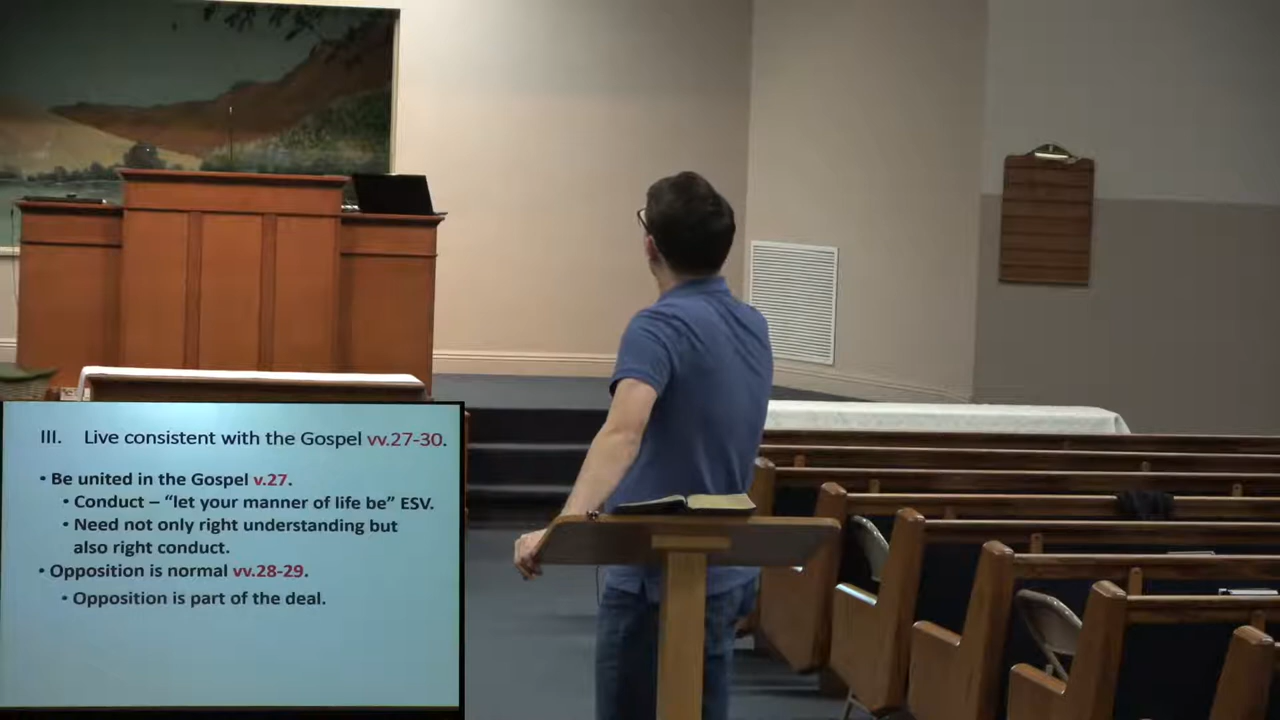 III. Live consistent with the Gospel vv.27-30.
• Be united in the Gospel v.27.
• Conduct – “let your manner of life be” ESV.
• Need not only right understanding but
also right conduct.
• Opposition is normal vv.28-29.
• Opposition is part of the deal.